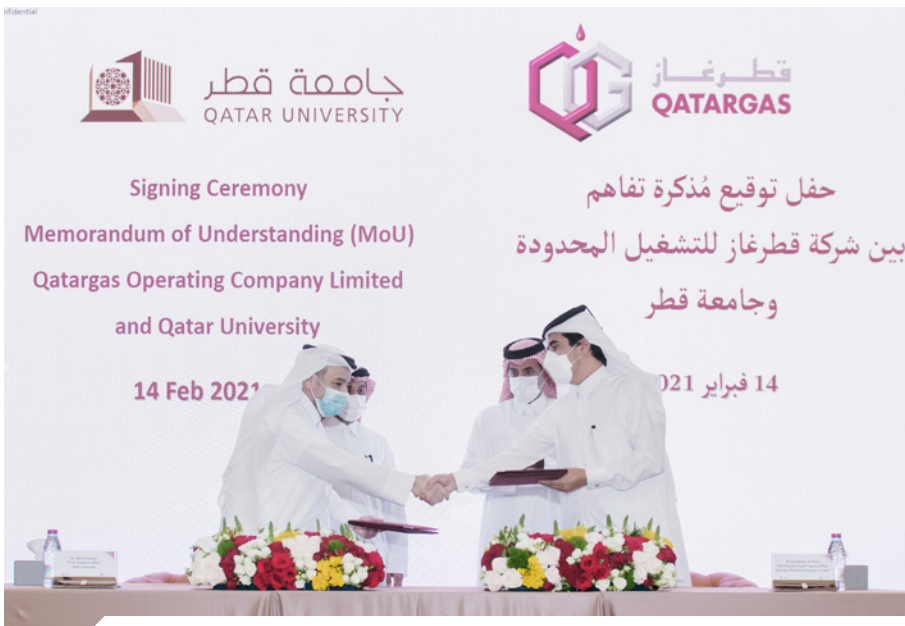 nfidential
جامعة قطر
QATAR UNIVERSITY
قطرغاز
QATARGAS
Signing Ceremony
Memorandum of Understanding (MoU)
Qatargas Operating Company Limited
and Qatar University
14 Feb 2021
حفل توقيع مُذكرة تفاهم
بين شركة قطرغاز للتشغيل المحدودة
وجامعة قطر
14 فبراير 2021